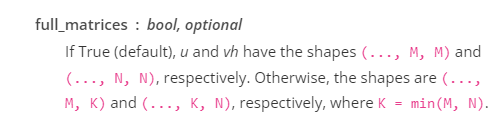 full_matrices : bool, optional
If True (default), u and vh have the shapes (..., M, M) and
(..., N, N), respectively. Otherwise, the shapes are (...,
M, K) and (..., K, N), respectively, where K = min(M, N).